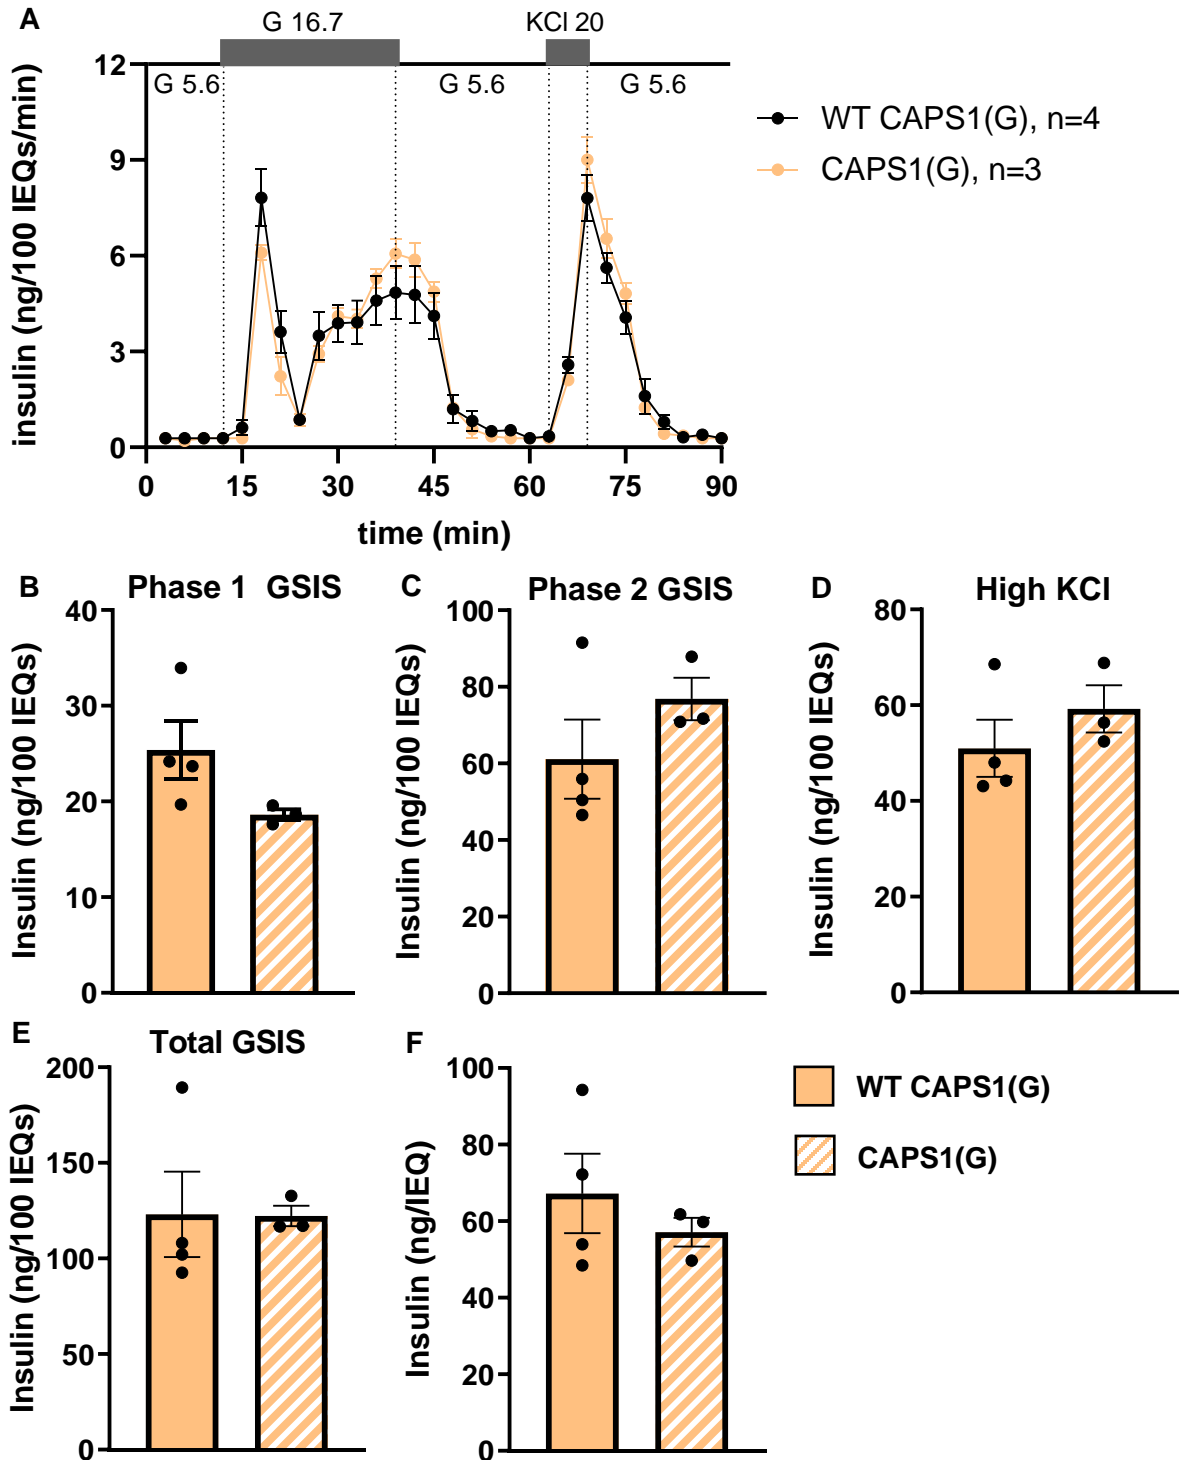 A
G 16.7
KCl 20
G 5.6
G 5.6
G 5.6
12
9
6
3
0
insulin (ng/100 IEQs/min)
0 15 30 45 60 75 90
time (min)
WT CAPS1(G), n=4
CAPS1(G), n=3
B
Phase 1 GSIS
40
30
20
10
0
Insulin (ng/100 IEQs)
C
Phase 2 GSIS
100
80
60
40
20
0
Insulin (ng/100 IEQs)
D
High KCl
80
60
40
20
0
Insulin (ng/100 IEQs)
E
Total GSIS
200
150
100
50
0
Insulin (ng/100 IEQs)
F
100
80
60
40
20
0
Insulin (ng/IEQ)
WT CAPS1(G)
CAPS1(G)